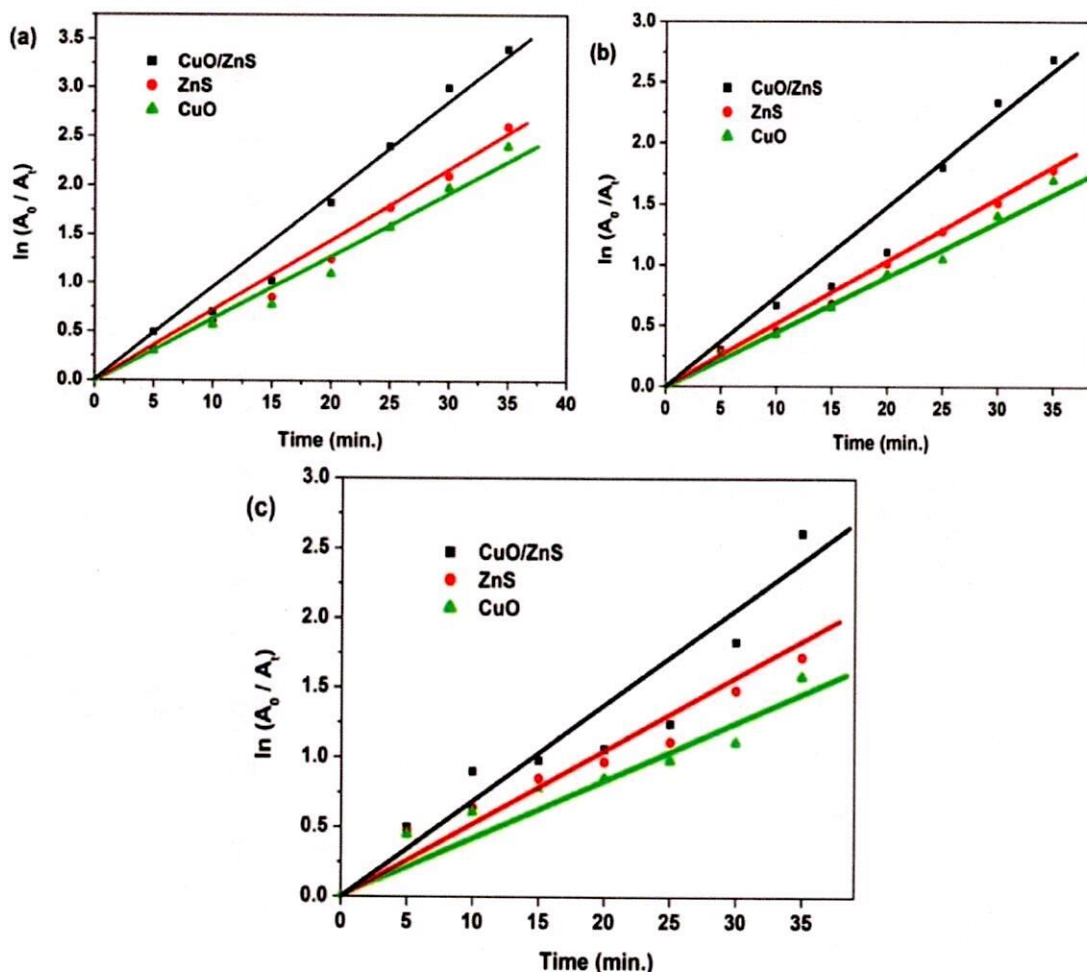 (a)
CuO/ZnS
ZnS
CuO
3.5
3.0
2.5
2.0
1.5
1.0
0.5
0.0
ln (A₀ / Aₜ)
0 5 10 15 20 25 30 35 40
Time (min.)
(b)
CuO/ZnS
ZnS
CuO
3.0
2.5
2.0
1.5
1.0
0.5
0.0
ln (A₀ /Aₜ)
0 5 10 15 20 25 30 35
Time (min.)
(c)
CuO/ZnS
ZnS
CuO
3.0
2.5
2.0
1.5
1.0
0.5
0.0
ln (A₀ / Aₜ)
0 5 10 15 20 25 30 35
Time (min.)